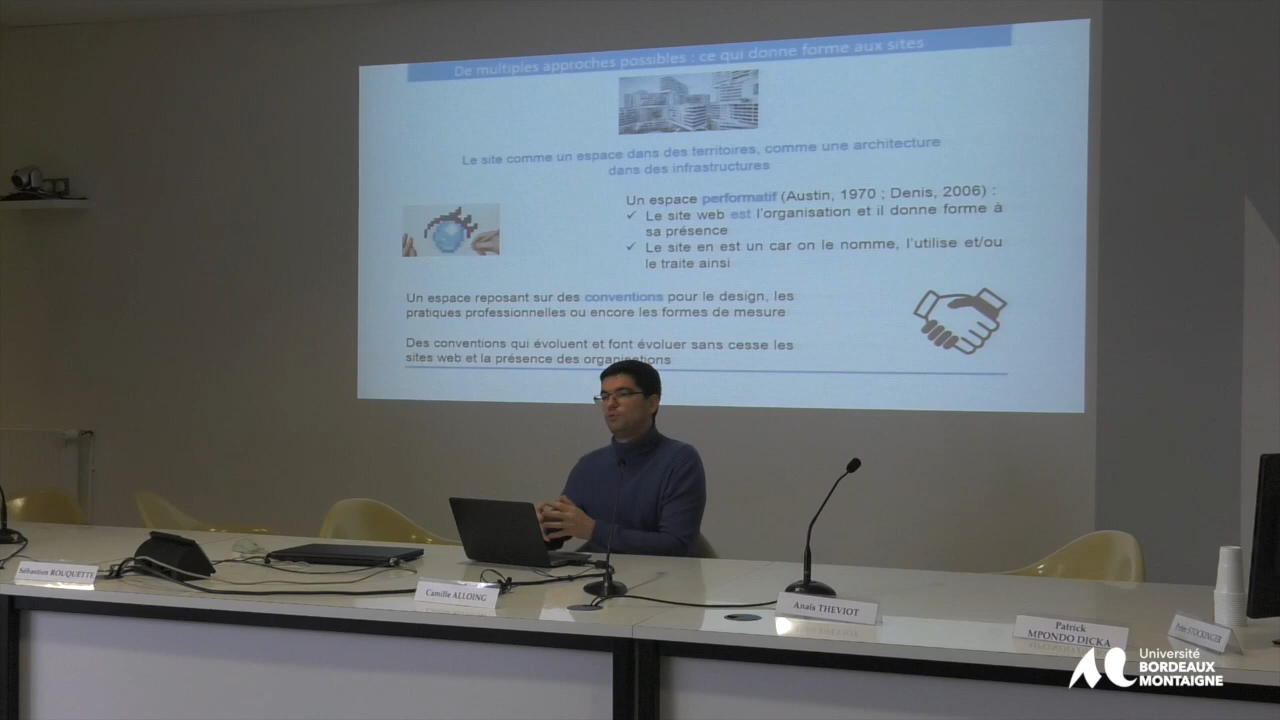 De multiples approches possibles : ce qui donne forme aux sites
Le site comme un espace dans des territoires, comme une architecture
dans des infrastructures
Un espace performatif (Austin, 1970 ; Denis, 2006) :
✓ Le site web est l'organisation et il donne forme à
sa présence
✓ Le site en est un car on le nomme, l'utilise et/ou
le traite ainsi
Un espace reposant sur des conventions pour le design, les
pratiques professionnelles ou encore les formes de mesure
Des conventions qui évoluent et font évoluer sans cesse les
sites web et la présence des organisations
Sébastien ROUQUETTE
Camille ALLOING
Anaïs THEVIOT
Patrick
MPONDO DICKA
Peter STOCKINGER
Université
BORDEAUX
MONTAIGNE